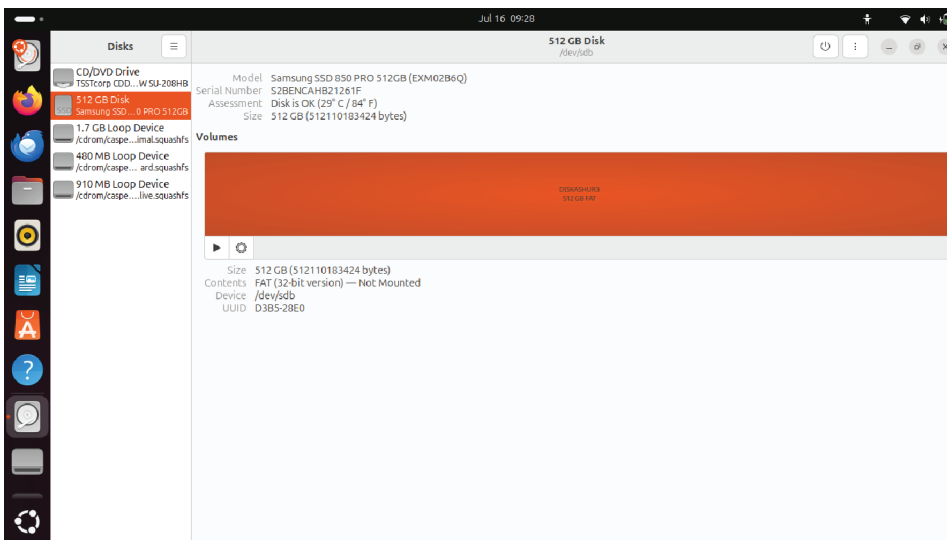 Jul 16 09:28
Disks
512 GB Disk
/dev/sdb
CD/DVD Drive
TSSTcorp CDD...W SU-208HB
512 GB Disk
Samsung SSD...0 PRO 512GB
1.7 GB Loop Device
/cdrom/caspe...imal.squashfs
480 MB Loop Device
/cdrom/caspe... ard.squashfs
910 MB Loop Device
/cdrom/caspe....live.squashfs
Model Samsung SSD 850 PRO 512GB (EXM02B6Q)
Serial Number S2BENCAHB21261F
Assessment Disk is OK (29° C / 84° F)
Size 512 GB (512110183424 bytes)
Volumes
DISKASHUR3
512 GB FAT
Size 512 GB (512110183424 bytes)
Contents FAT (32-bit version) — Not Mounted
Device /dev/sdb
UUID D3B5-28E0